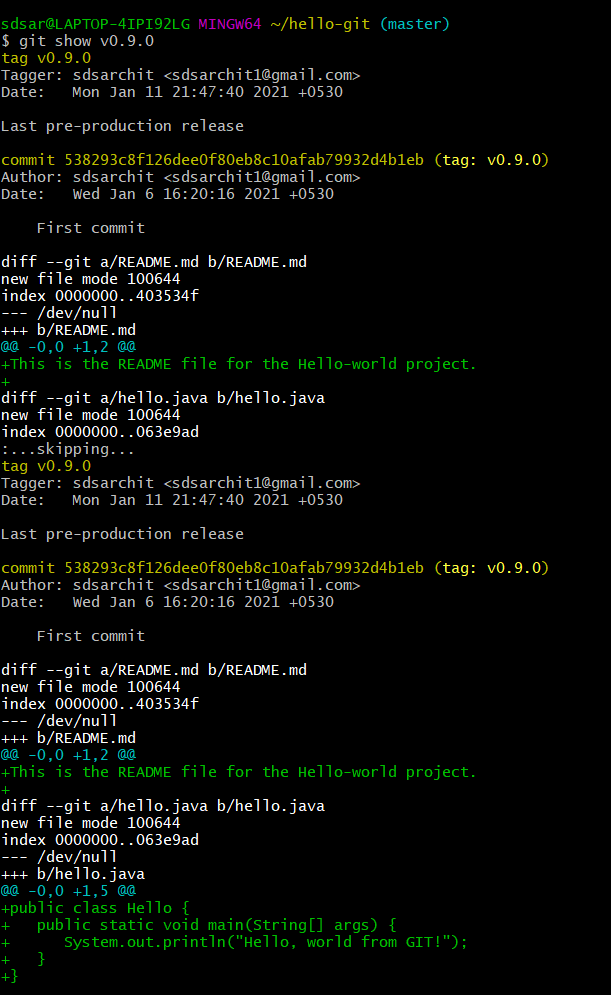 sdsar@LAPTOP-4IPI92LG MINGW64 ~/hello-git (master)
$ git show v0.9.0
tag v0.9.0
Tagger: sdsarchit <sdsarchit1@gmail.com>
Date:   Mon Jan 11 21:47:40 2021 +0530

Last pre-production release

commit 538293c8f126dee0f80eb8c10afab79932d4b1eb (tag: v0.9.0)
Author: sdsarchit <sdsarchit1@gmail.com>
Date:   Wed Jan 6 16:20:16 2021 +0530

    First commit

diff --git a/README.md b/README.md
new file mode 100644
index 0000000..403534f
--- /dev/null
+++ b/README.md
@@ -0,0 +1,2 @@
+This is the README file for the Hello-world project.
+
diff --git a/hello.java b/hello.java
new file mode 100644
index 0000000..063e9ad
:...skipping...
tag v0.9.0
Tagger: sdsarchit <sdsarchit1@gmail.com>
Date:   Mon Jan 11 21:47:40 2021 +0530

Last pre-production release

commit 538293c8f126dee0f80eb8c10afab79932d4b1eb (tag: v0.9.0)
Author: sdsarchit <sdsarchit1@gmail.com>
Date:   Wed Jan 6 16:20:16 2021 +0530

    First commit

diff --git a/README.md b/README.md
new file mode 100644
index 0000000..403534f
--- /dev/null
+++ b/README.md
@@ -0,0 +1,2 @@
+This is the README file for the Hello-world project.
+
diff --git a/hello.java b/hello.java
new file mode 100644
index 0000000..063e9ad
--- /dev/null
+++ b/hello.java
@@ -0,0 +1,5 @@
+public class Hello {
+   public static void main(String[] args) {
+      System.out.println("Hello, world from GIT!");
+   }
+}